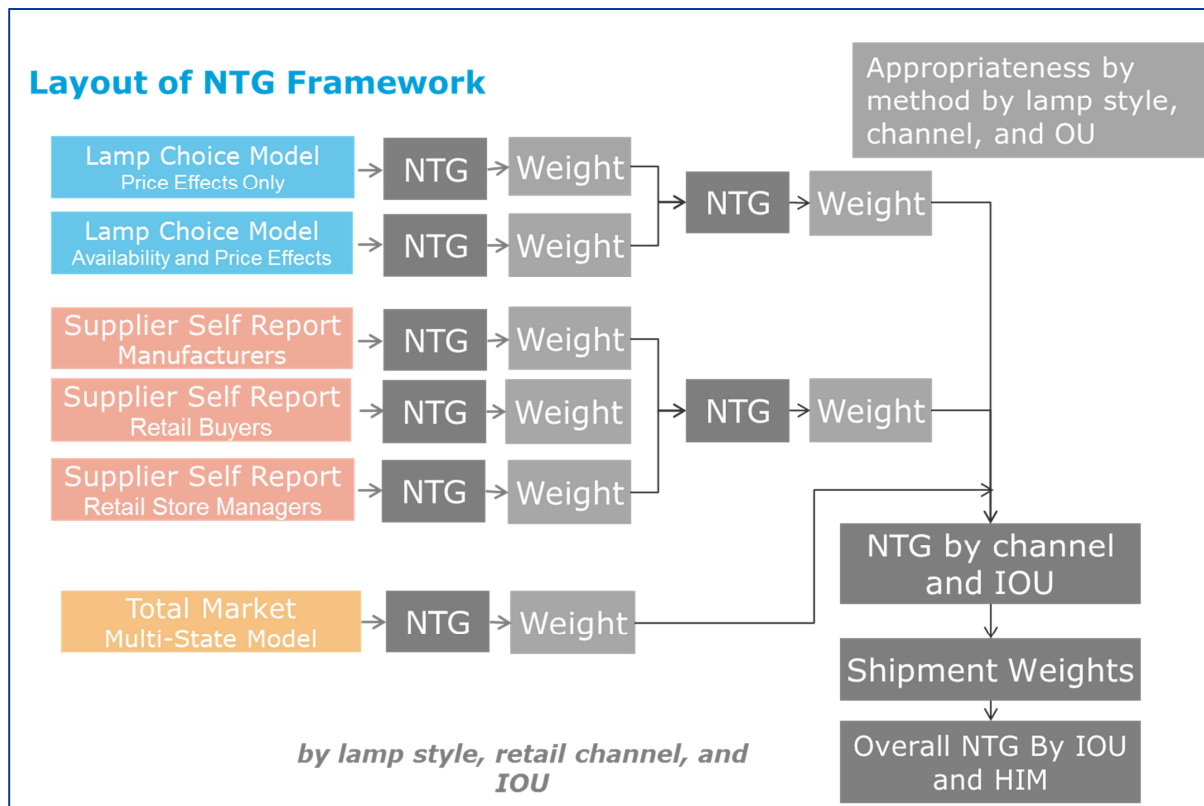 Layout of NTG Framework
Appropriateness by
method by lamp style,
channel, and OU
Lamp Choice Model
Price Effects Only
NTG
Weight
NTG
Weight
Lamp Choice Model
Availability and Price Effects
NTG
Weight
Supplier Self Report
Manufacturers
NTG
Weight
Supplier Self Report
Retail Buyers
NTG
Weight
NTG
Weight
Supplier Self Report
Retail Store Managers
NTG
Weight
Total Market
Multi-State Model
NTG
Weight
NTG by channel
and IOU
Shipment Weights
Overall NTG By IOU
and HIM
by lamp style, retail channel, and
IOU